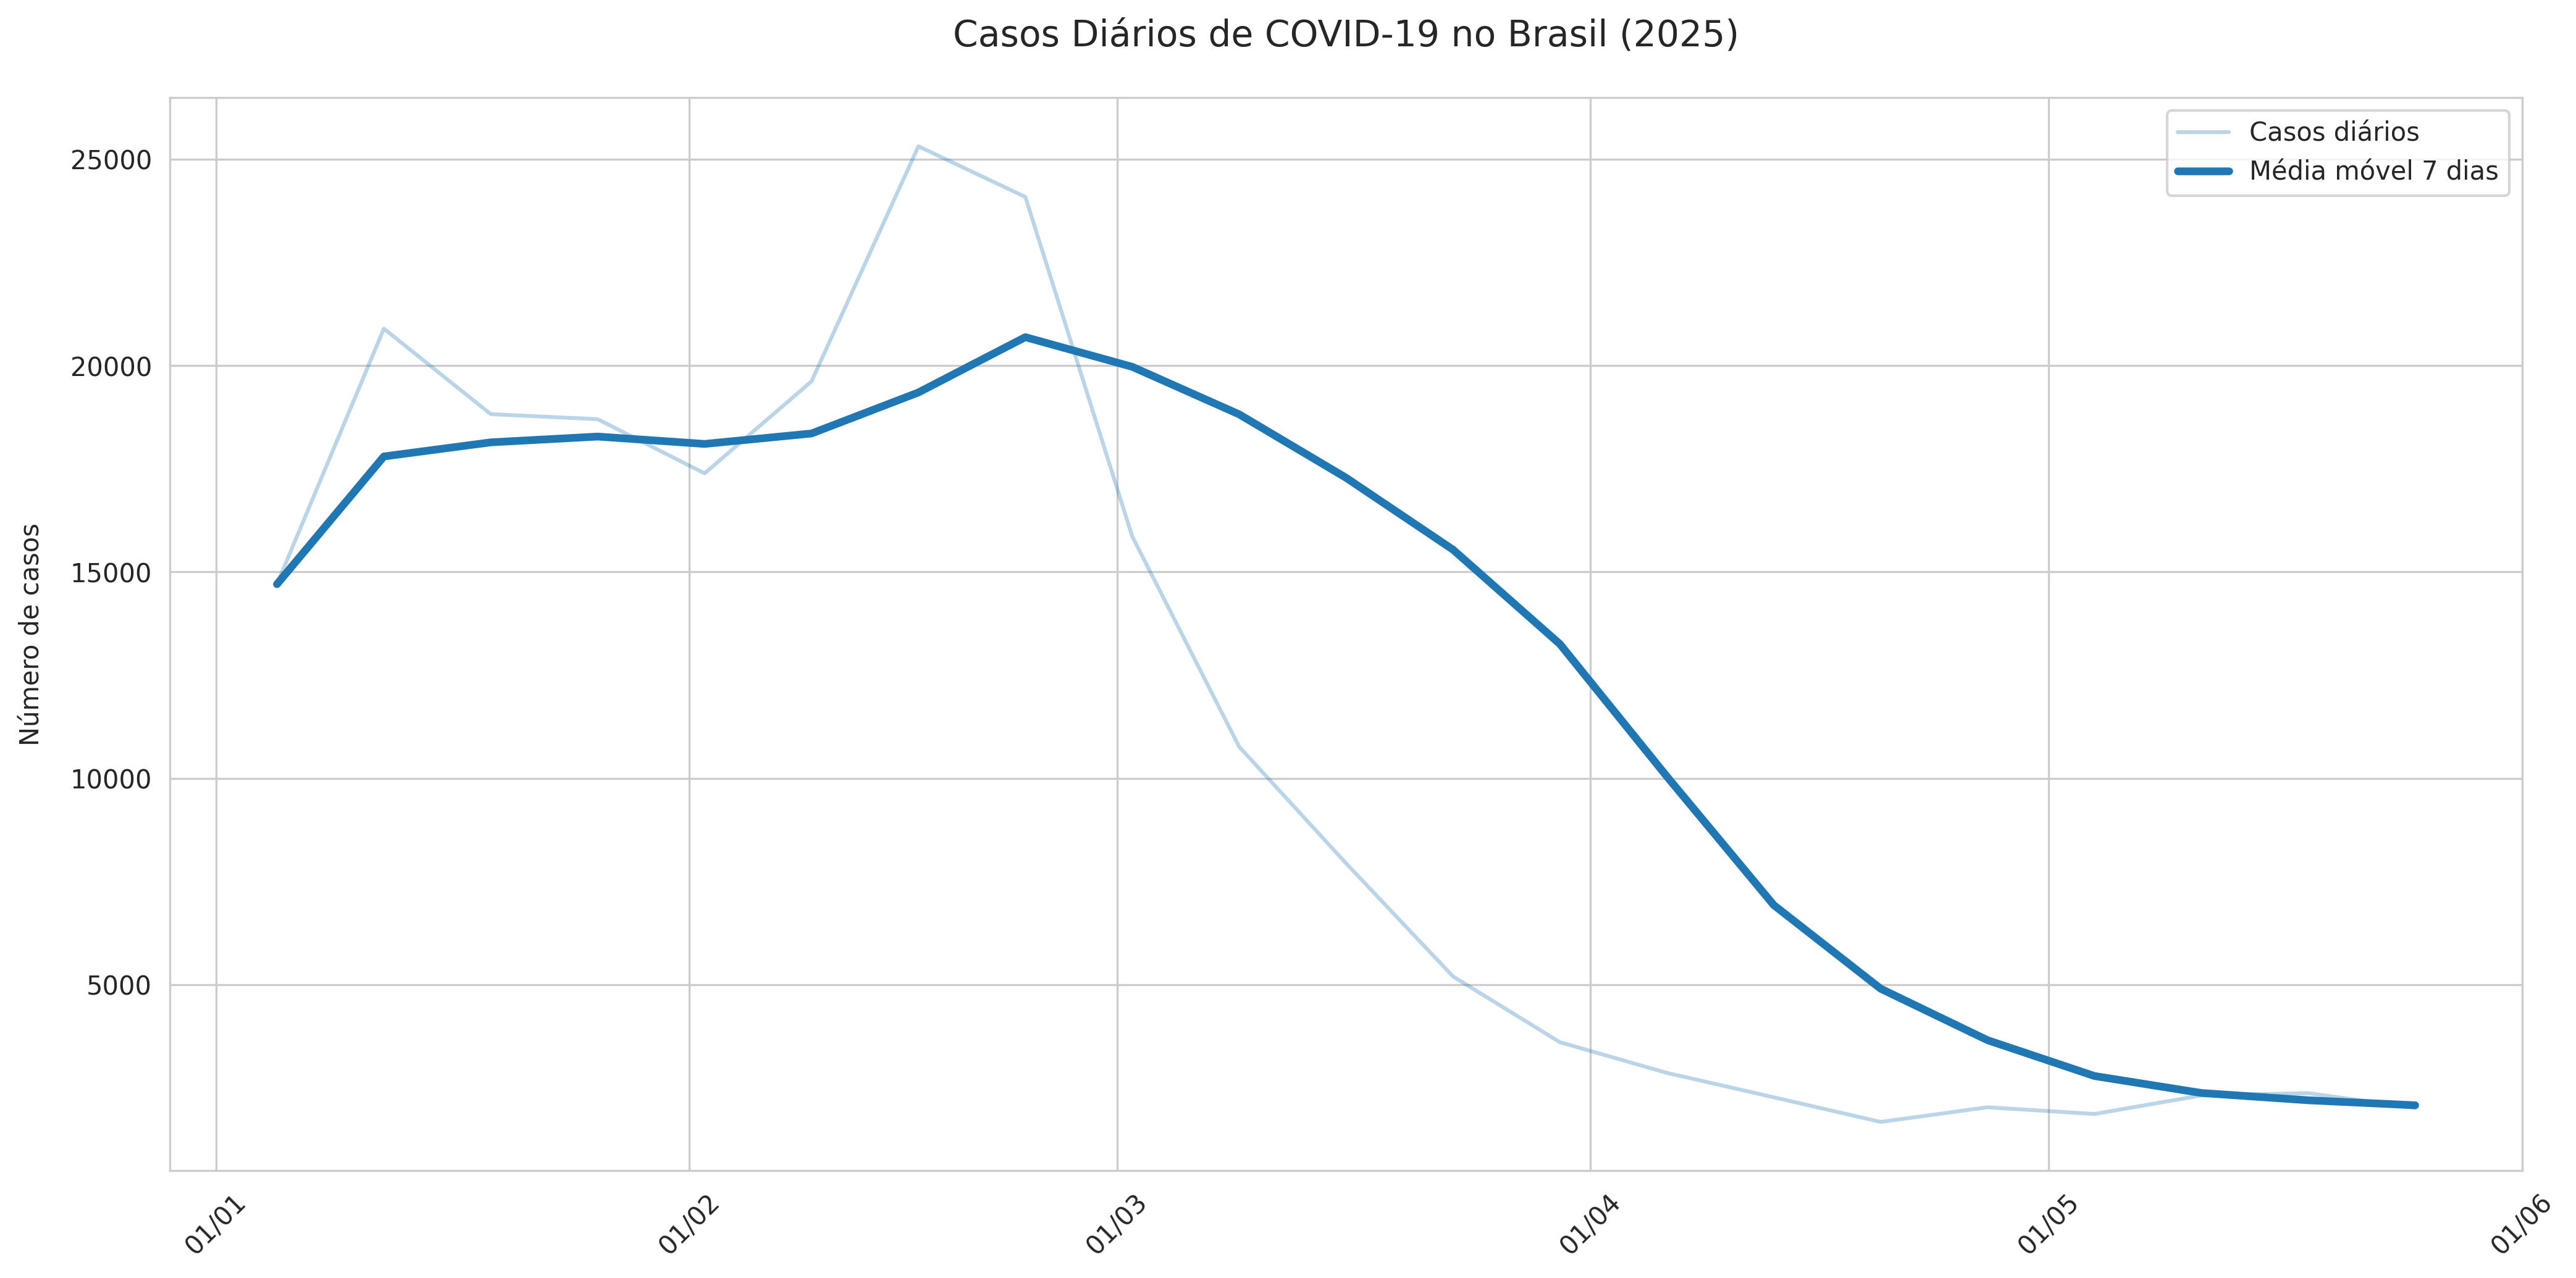 Casos Diários de COVID-19 no Brasil (2025)
Casos diários
Média móvel 7 dias
Número de casos
25000
20000
15000
10000
5000
01/01
01/02
01/03
01/04
01/05
01/06